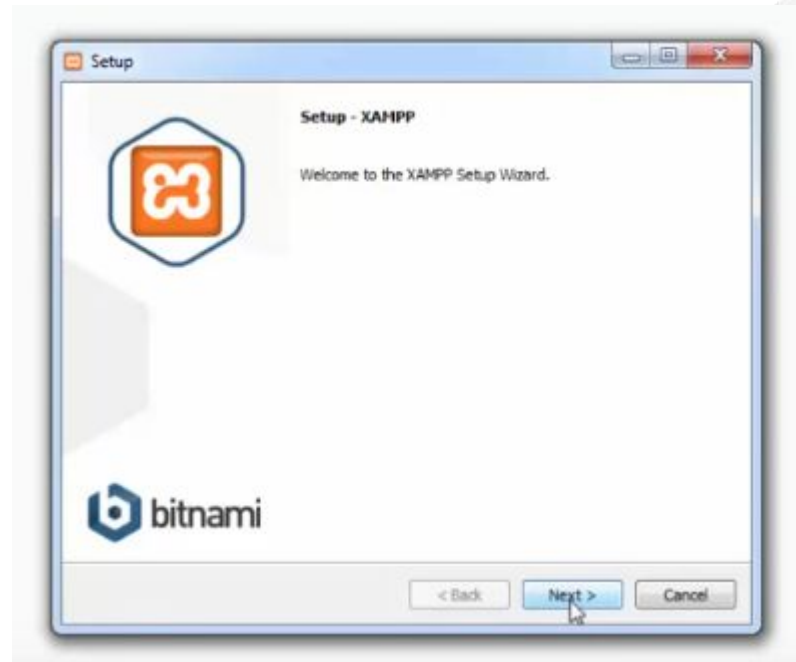 Setup
Setup - XAMPP
Welcome to the XAMPP Setup Wizard.
bitnami
< Back
Next >
Cancel